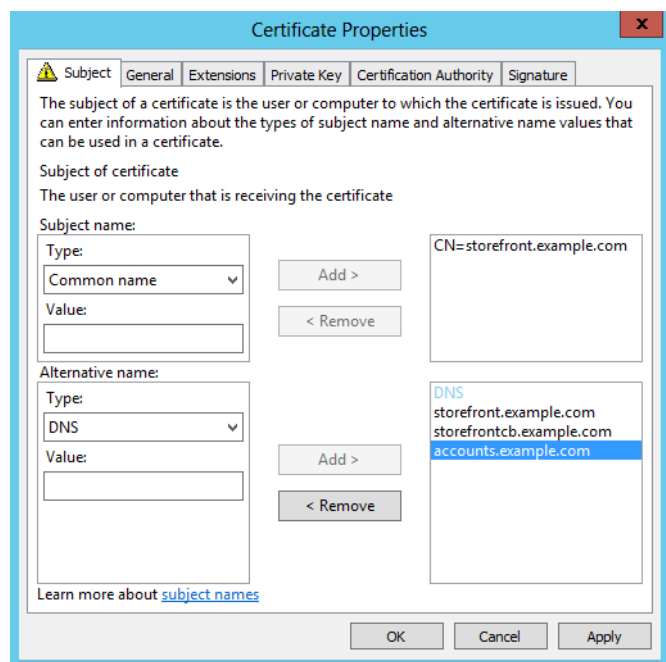 Certificate Properties
x
Subject
General
Extensions
Private Key
Certification Authority
Signature
The subject of a certificate is the user or computer to which the certificate is issued. You
can enter information about the types of subject name and alternative name values that
can be used in a certificate.
Subject of certificate
The user or computer that is receiving the certificate
Subject name:
Type:
Common name
Value:
Add >
< Remove
CN=storefront.example.com
Alternative name:
Type:
DNS
Value:
Add >
< Remove
DNS
storefront.example.com
storefrontcb.example.com
accounts.example.com
Learn more about subject names
OK
Cancel
Apply